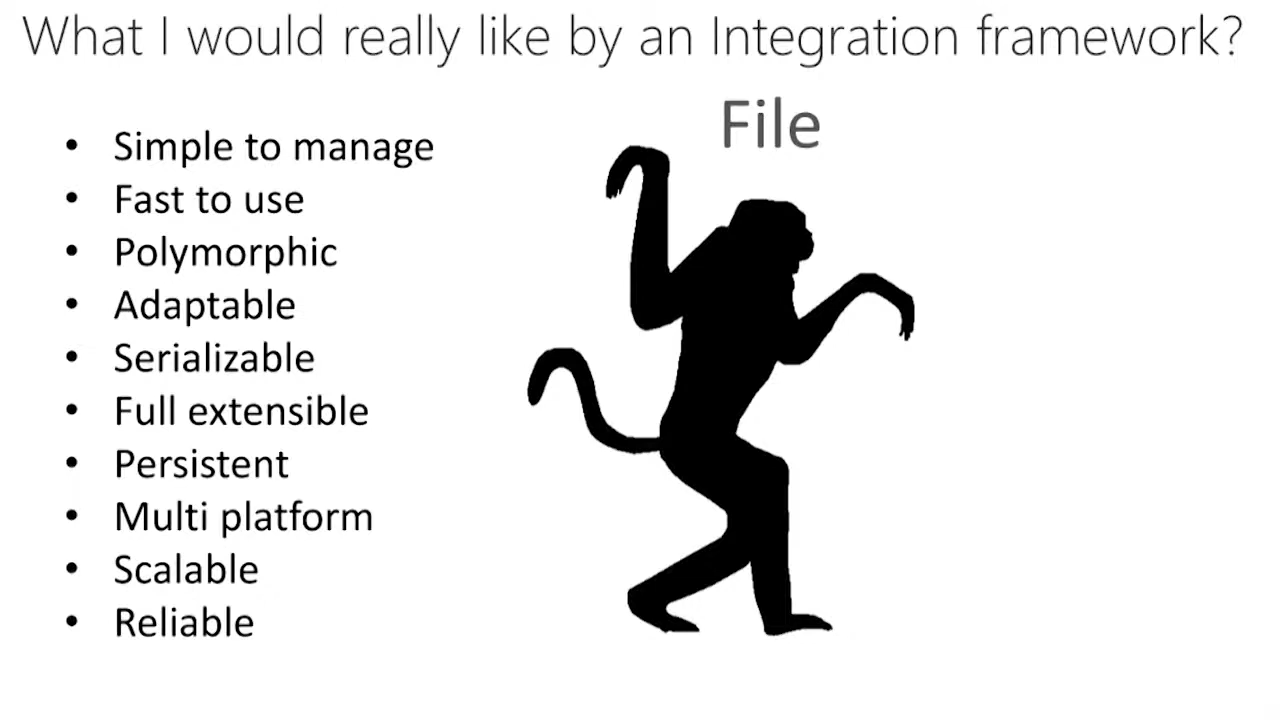 What I would really like by an Integration framework?
File
• Simple to manage
• Fast to use
• Polymorphic
• Adaptable
• Serializable
• Full extensible
• Persistent
• Multi platform
• Scalable
• Reliable